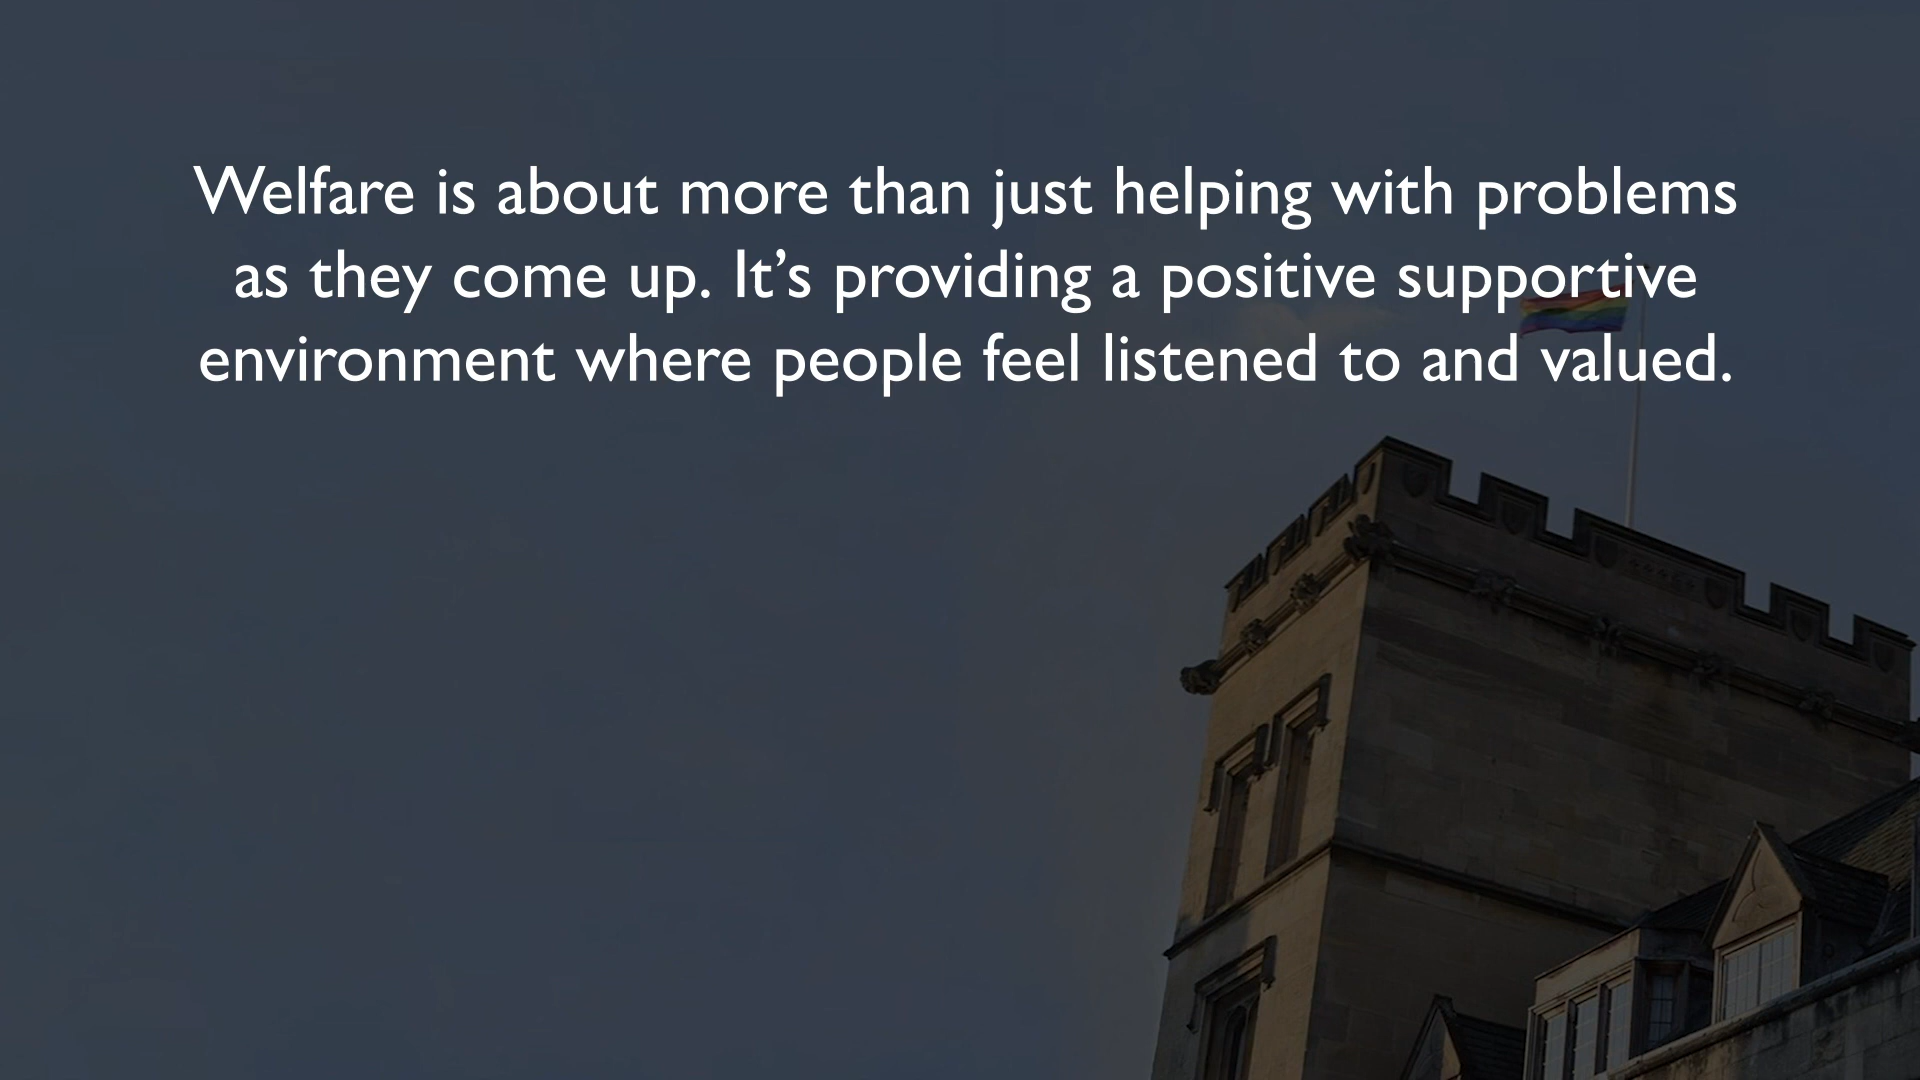 Welfare is about more than just helping with problems
as they come up. It’s providing a positive supportive
environment where people feel listened to and valued.